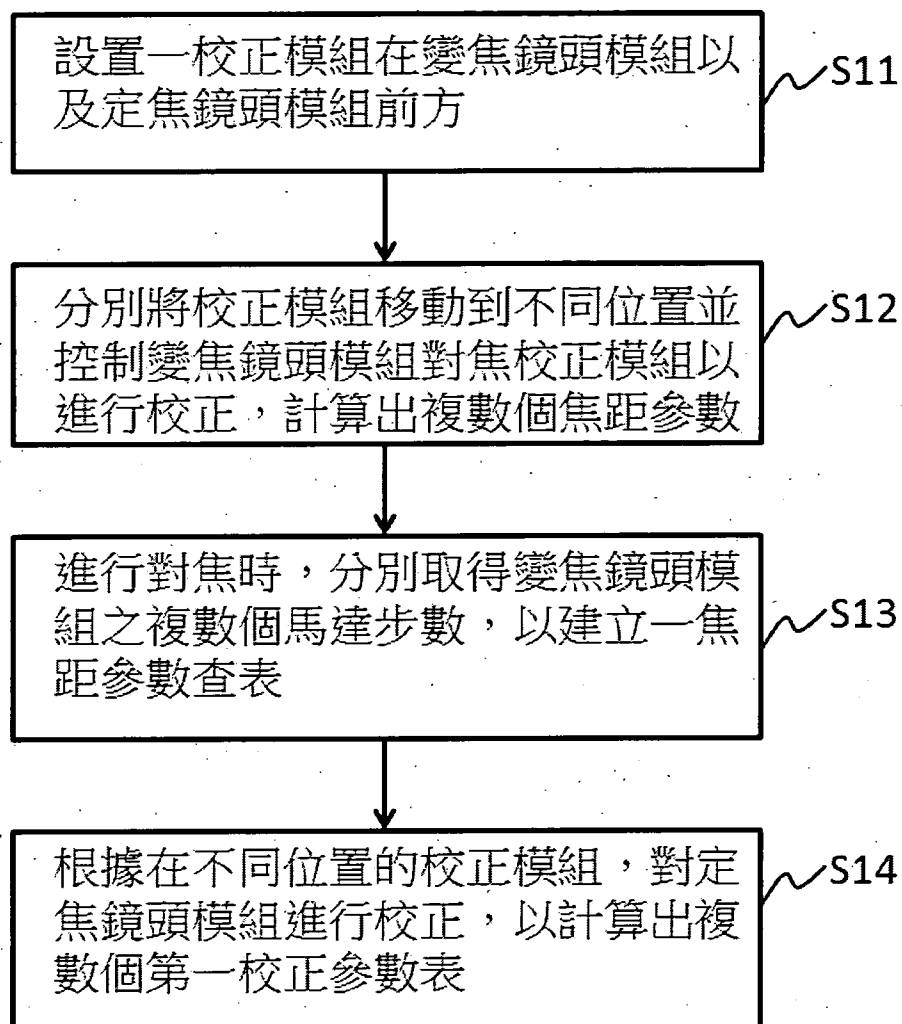 設置一校正模組在變焦鏡頭模組以
及定焦鏡頭模組前方
S11
分別將校正模組移動到不同位置並
控制變焦鏡頭模組對焦校正模組以
進行校正，計算出複數個焦距參數
S12
進行對焦時，分別取得變焦鏡頭模
組之複數個馬達步數，以建立一焦
距參數查表
S13
根據在不同位置的校正模組，對定
焦鏡頭模組進行校正，以計算出複
數個第一校正參數表
S14